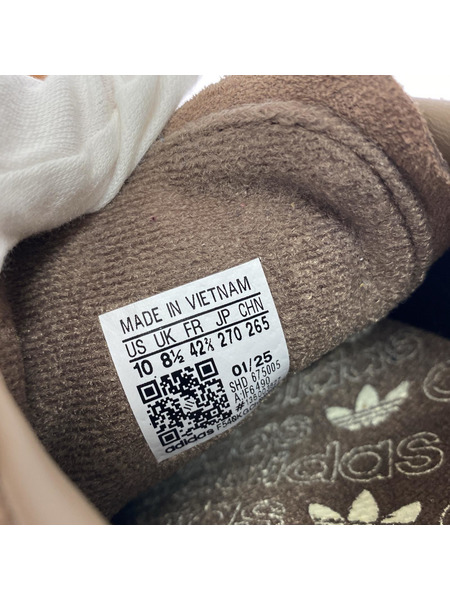 MADE IN VIETNAM
US UK FR JP CHN
10 8½ 42⅔ 270 265
01/25
SHD 675005
adidas
adidas